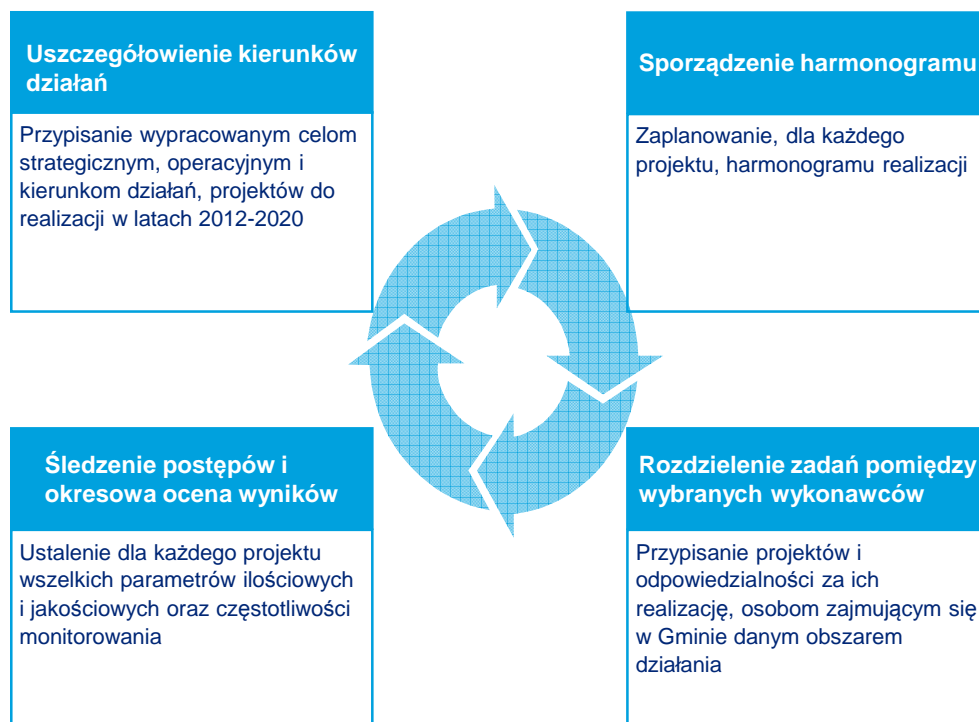 Uszczegółowienie kierunków
działań
Przypisanie wypracowanym celom
strategicznym, operacyjnym i
kierunkom działań, projektów do
realizacji w latach 2012-2020
Sporządzenie harmonogramu
Zaplanowanie, dla każdego
projektu, harmonogramu realizacji
Śledzenie postępów i
okresowa ocena wyników
Ustalenie dla każdego projektu
wszelkich parametrów ilościowych
i jakościowych oraz częstotliwości
monitorowania
Rozdzielenie zadań pomiędzy
wybranych wykonawców
Przypisanie projektów i
odpowiedzialności za ich
realizację, osobom zajmującym się
w Gminie danym obszarem
działania